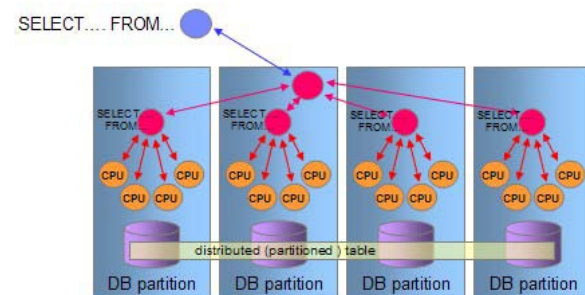 SELECT.... FROM...
SELECT....
FROM...
SELECT....
FROM...
SELECT....
FROM...
SELECT....
FROM...
CPU CPU CPU CPU
CPU CPU CPU CPU
CPU CPU CPU CPU
CPU CPU CPU CPU
distributed (partitioned ) table
DB partition DB partition DB partition DB partition